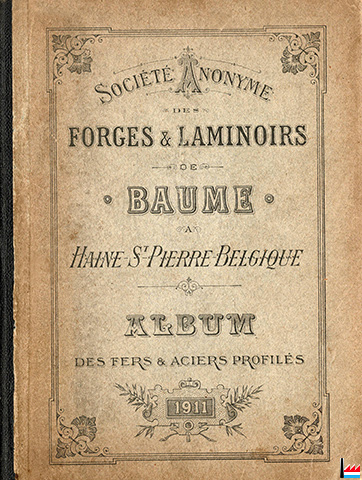 SOCIÉTÉ ANONYME
DES
FORGES & LAMINOIRS
DE
BAUME
A
HAINE-ST-PIERRE-BELGIQUE
ALBUM
DES FERS & ACIERS PROFILÉS
1911